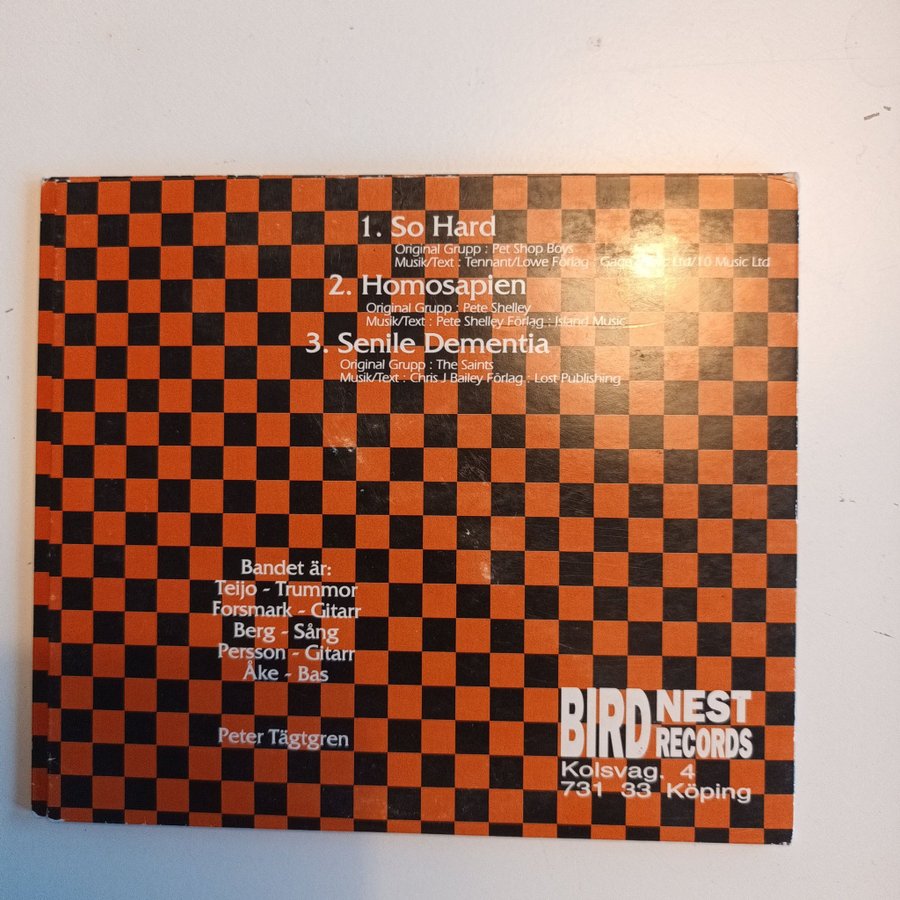 1. So Hard
Original Grupp : Pet Shop Boys
Musik/Text : Tennant/Lowe Förlag : Ltd/10 Music Ltd
2. Homosapien
Original Grupp : Pete Shelley
Musik/Text : Pete Shelley Förlag : Island Music
3. Senile Dementia
Original Grupp : The Saints
Musik/Text : Chris J Bailey Förlag : Lost Publishing
Bandet är:
Teijo - Trummor
Forsmark - Gitarr
Berg - Sång
Persson - Gitarr
Åke - Bas
Peter Tägtgren
BIRD NEST
RECORDS
Kolsvag. 4
731 33 Köping